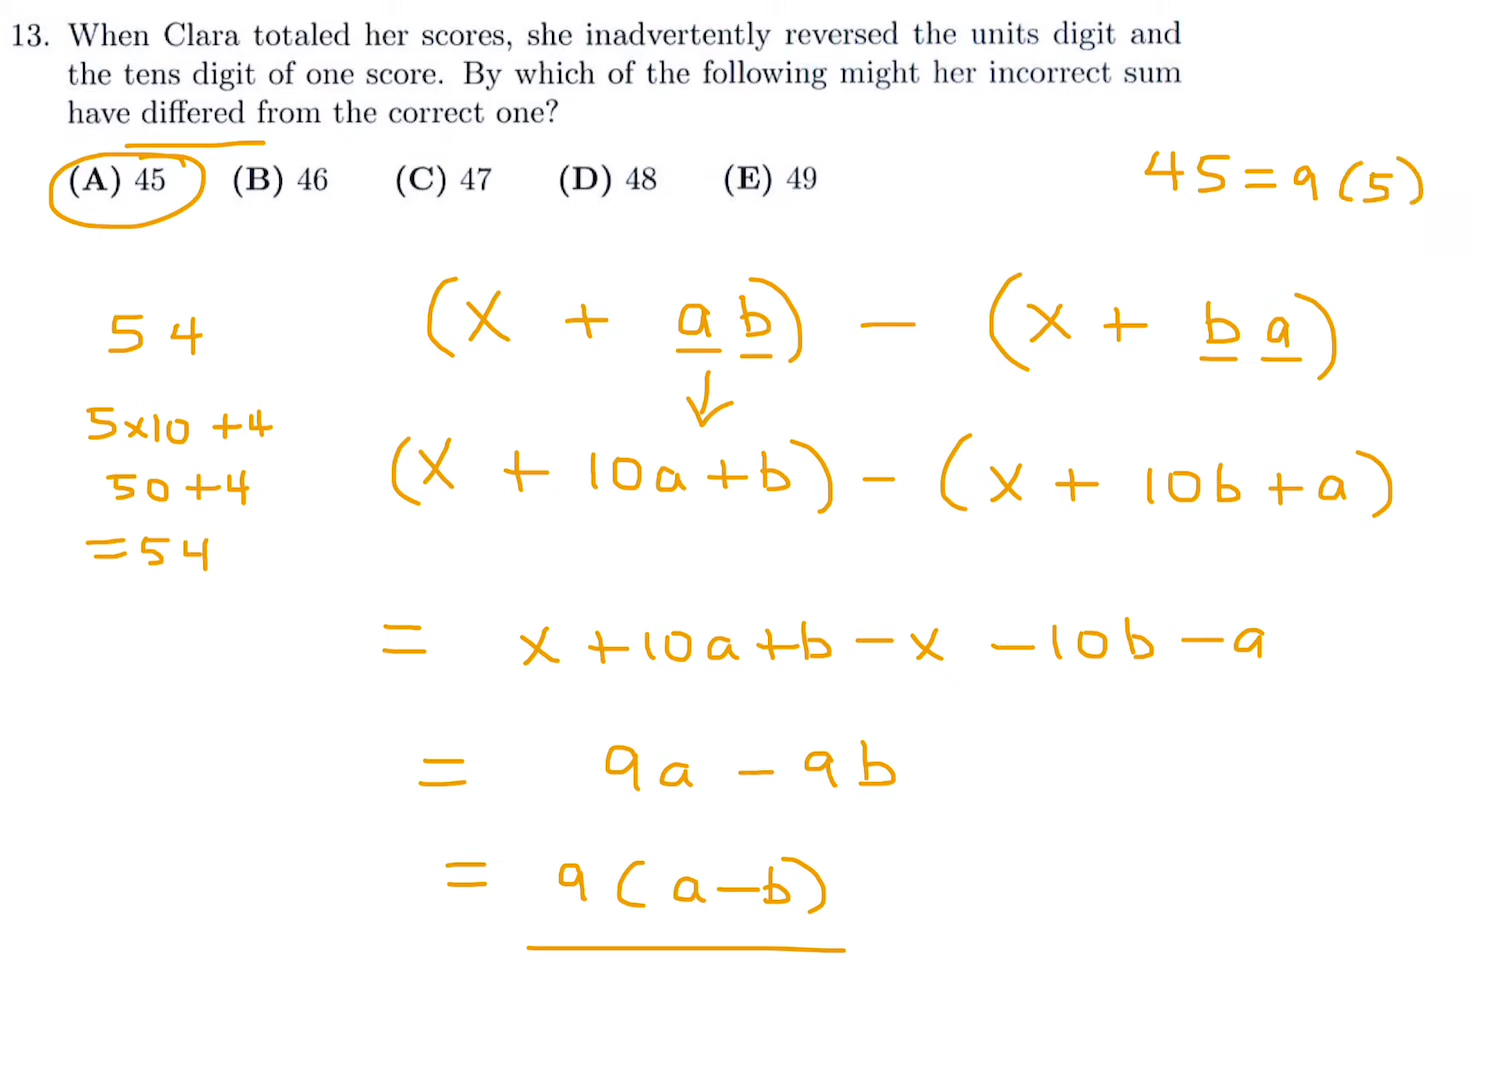 13. When Clara totaled her scores, she inadvertently reversed the units digit and
the tens digit of one score. By which of the following might her incorrect sum
have differed from the correct one?
(A) 45 (B) 46 (C) 47 (D) 48 (E) 49
45 = 9(5)
54
5×10 +4
50+4
=54
(x + ab) − (x + ba)
(x + 10a+b) − (x + 10b+a)
= x +10a+b−x −10b−a
= 9a − 9b
= 9(a−b)